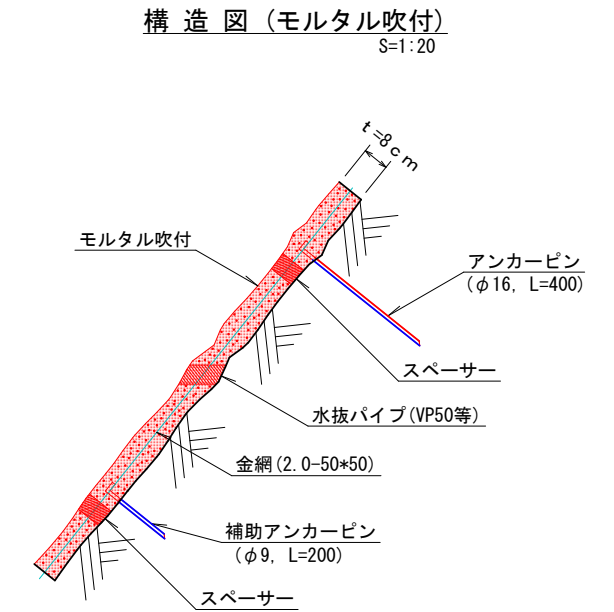 構 造 図 (モルタル吹付)
S=1:20
t=8cm
モルタル吹付
アンカーピン
(φ16, L=400)
スペーサー
水抜パイプ(VP50等)
金網(2.0-50*50)
補助アンカーピン
(φ9, L=200)
スペーサー